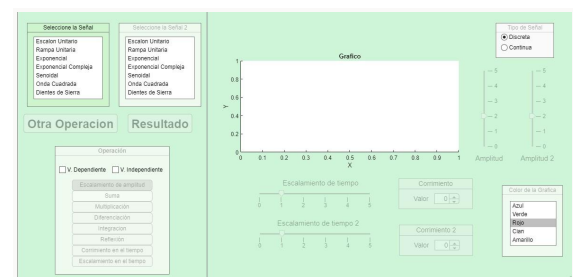 Seleccione la Señal
Escalon Unitario
Rampa Unitaria
Exponencial
Exponencial Compleja
Senoidal
Onda Cuadrada
Dientes de Sierra
Seleccione la Señal 2
Escalon Unitario
Rampa Unitaria
Exponencial
Exponencial Compleja
Senoidal
Onda Cuadrada
Dientes de Sierra
Otra Operacion
Resultado
Operación
V. Dependiente
V. Independiente
Escalamiento de amplitud
Suma
Multiplicación
Diferenciación
Integración
Reflexión
Corrimiento en el tiempo
Escalamiento en el tiempo
Grafico
1
0.8
0.6
0.4
0.2
0
Y
0 0.1 0.2 0.3 0.4 0.5 0.6 0.7 0.8 0.9 1
X
Escalamiento de tiempo
0 1 2 3 4 5
Escalamiento de tiempo 2
0 1 2 3 4 5
Corrimiento
Valor 0
Corrimiento 2
Valor 0
Tipo de Señal
Discreta
Continua
5
4
3
2
1
0
Amplitud
5
4
3
2
1
0
Amplitud 2
Color de la Grafica
Azul
Verde
Rojo
Cian
Amarillo